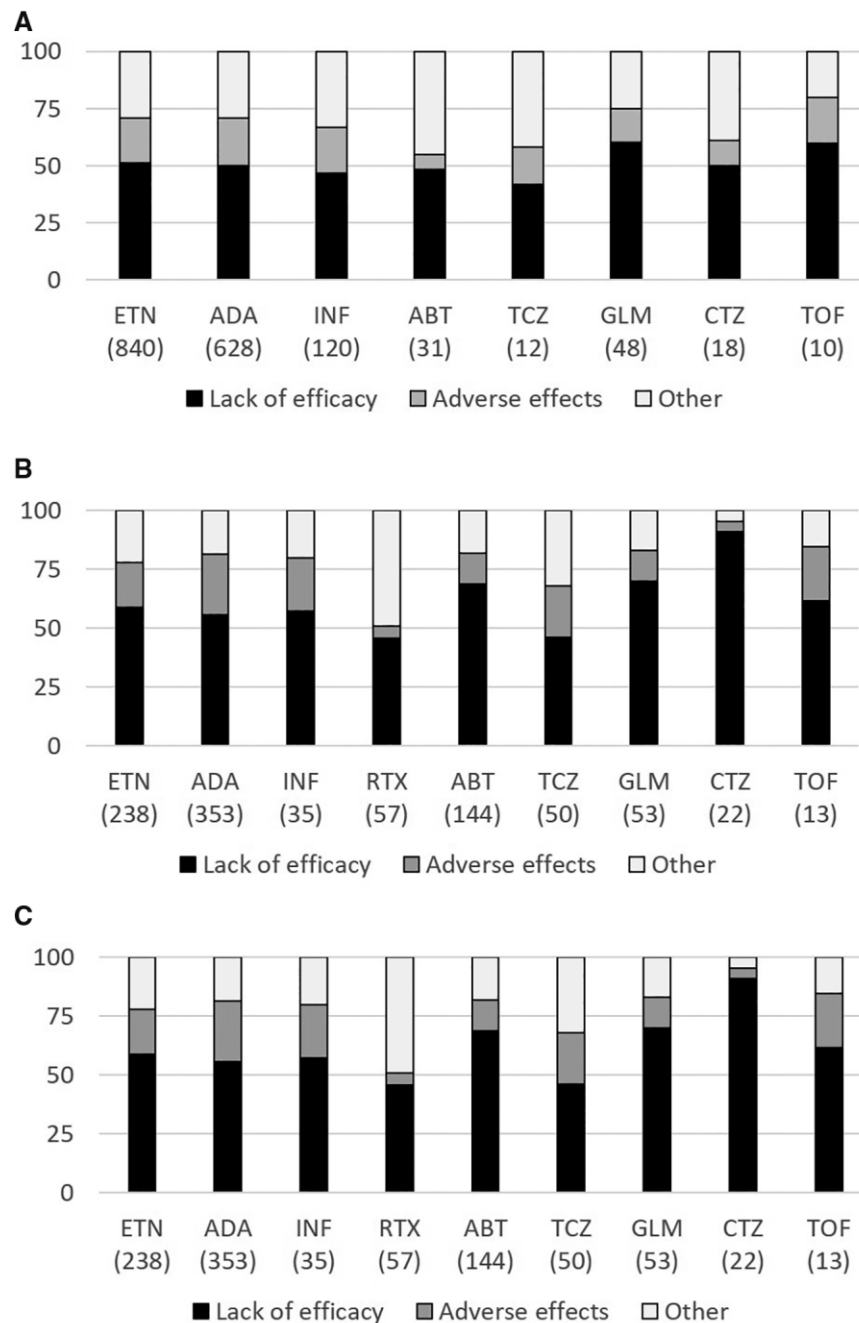 A
100
75
50
25
0
ETN ADA INF ABT TCZ GLM CTZ TOF
(840) (628) (120) (31) (12) (48) (18) (10)
Lack of efficacy Adverse effects Other
B
100
75
50
25
0
ETN ADA INF RTX ABT TCZ GLM CTZ TOF
(238) (353) (35) (57) (144) (50) (53) (22) (13)
Lack of efficacy Adverse effects Other
C
100
75
50
25
0
ETN ADA INF RTX ABT TCZ GLM CTZ TOF
(238) (353) (35) (57) (144) (50) (53) (22) (13)
Lack of efficacy Adverse effects Other